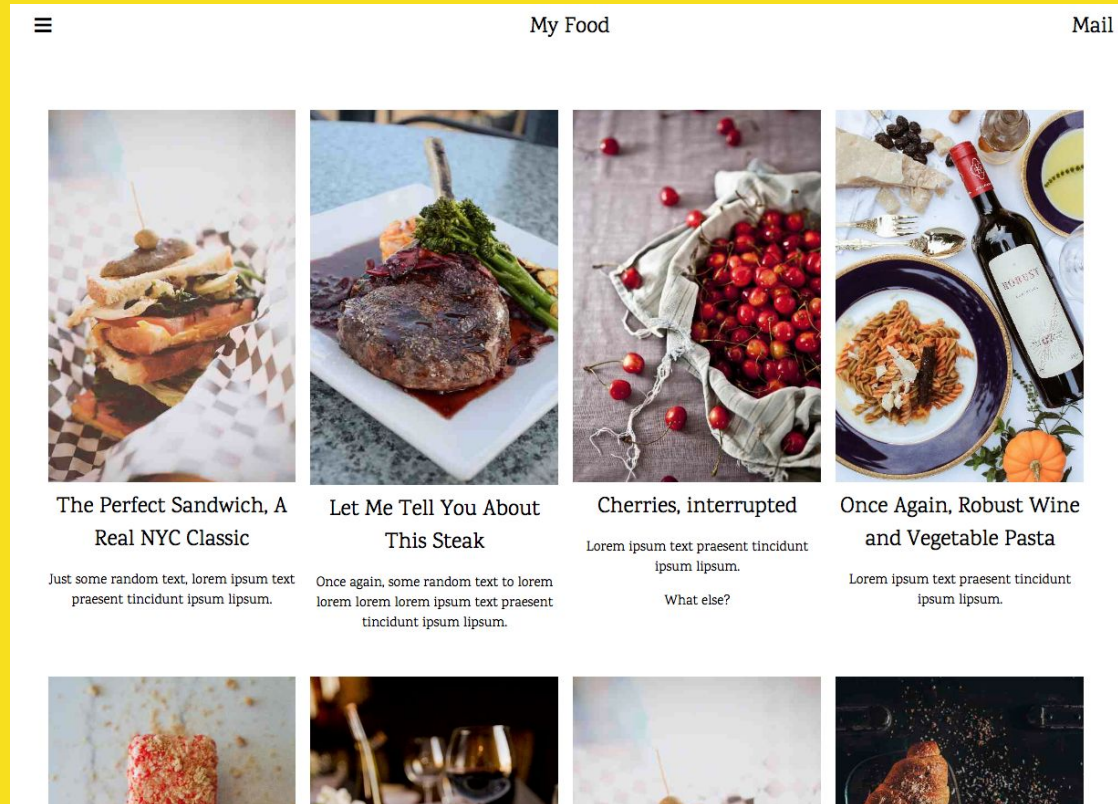 My Food
Mail
The Perfect Sandwich, A
Real NYC Classic
Just some random text, lorem ipsum text
praesent tincidunt ipsum lipsum.
Let Me Tell You About
This Steak
Once again, some random text to lorem
lorem lorem lorem ipsum text praesent
tincidunt ipsum lipsum.
Cherries, interrupted
Lorem ipsum text praesent tincidunt
ipsum lipsum.
What else?
ROBUST
Once Again, Robust Wine
and Vegetable Pasta
Lorem ipsum text praesent tincidunt
ipsum lipsum.